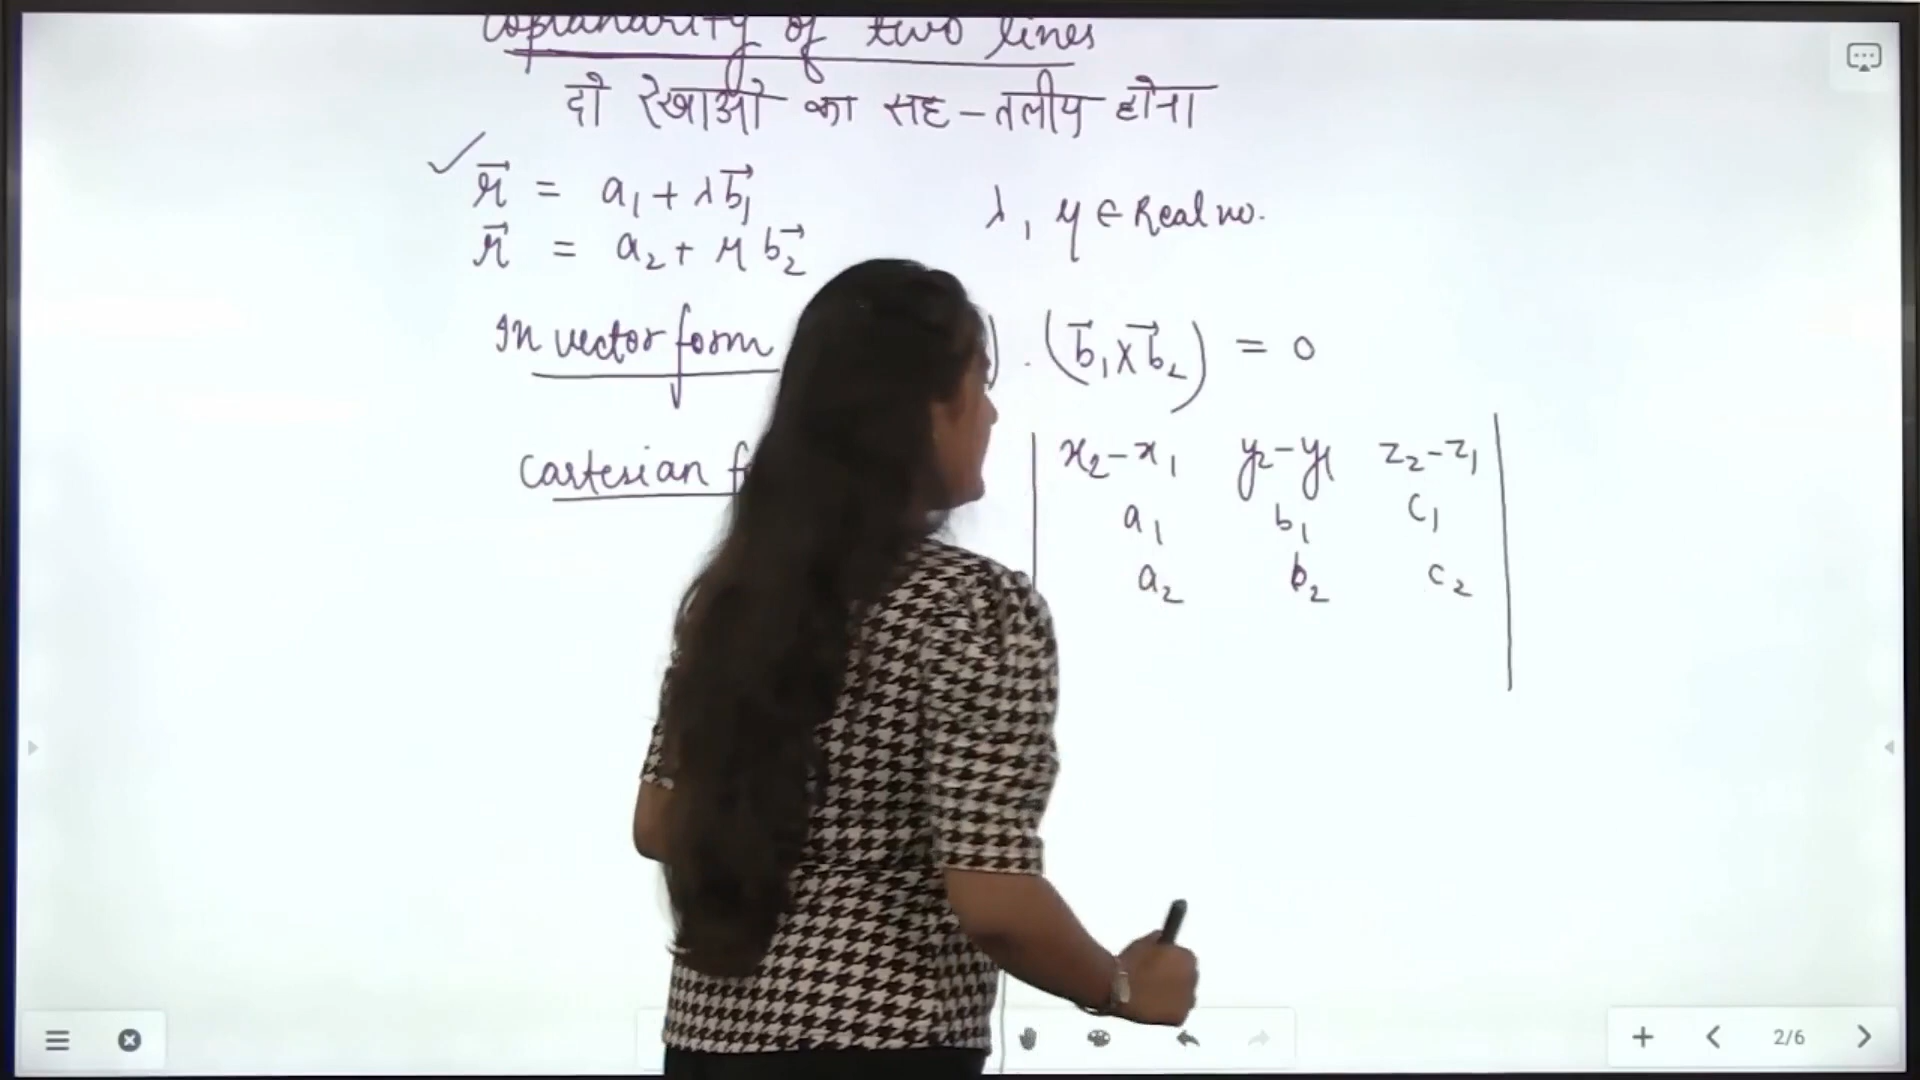 coplanarity of two lines
दो रेखाओं का सह-तलीय होना
✓ r⃗ = a₁ + λb⃗₁
λ, μ ∈ Real no.
r⃗ = a₂ + μ b⃗₂
In vector form ) . (b⃗₁ × b⃗₂) = 0
Cartesian
x₂-x₁ y₂-y₁ z₂-z₁
a₁ b₁ c₁
a₂ b₂ c₂
2/6